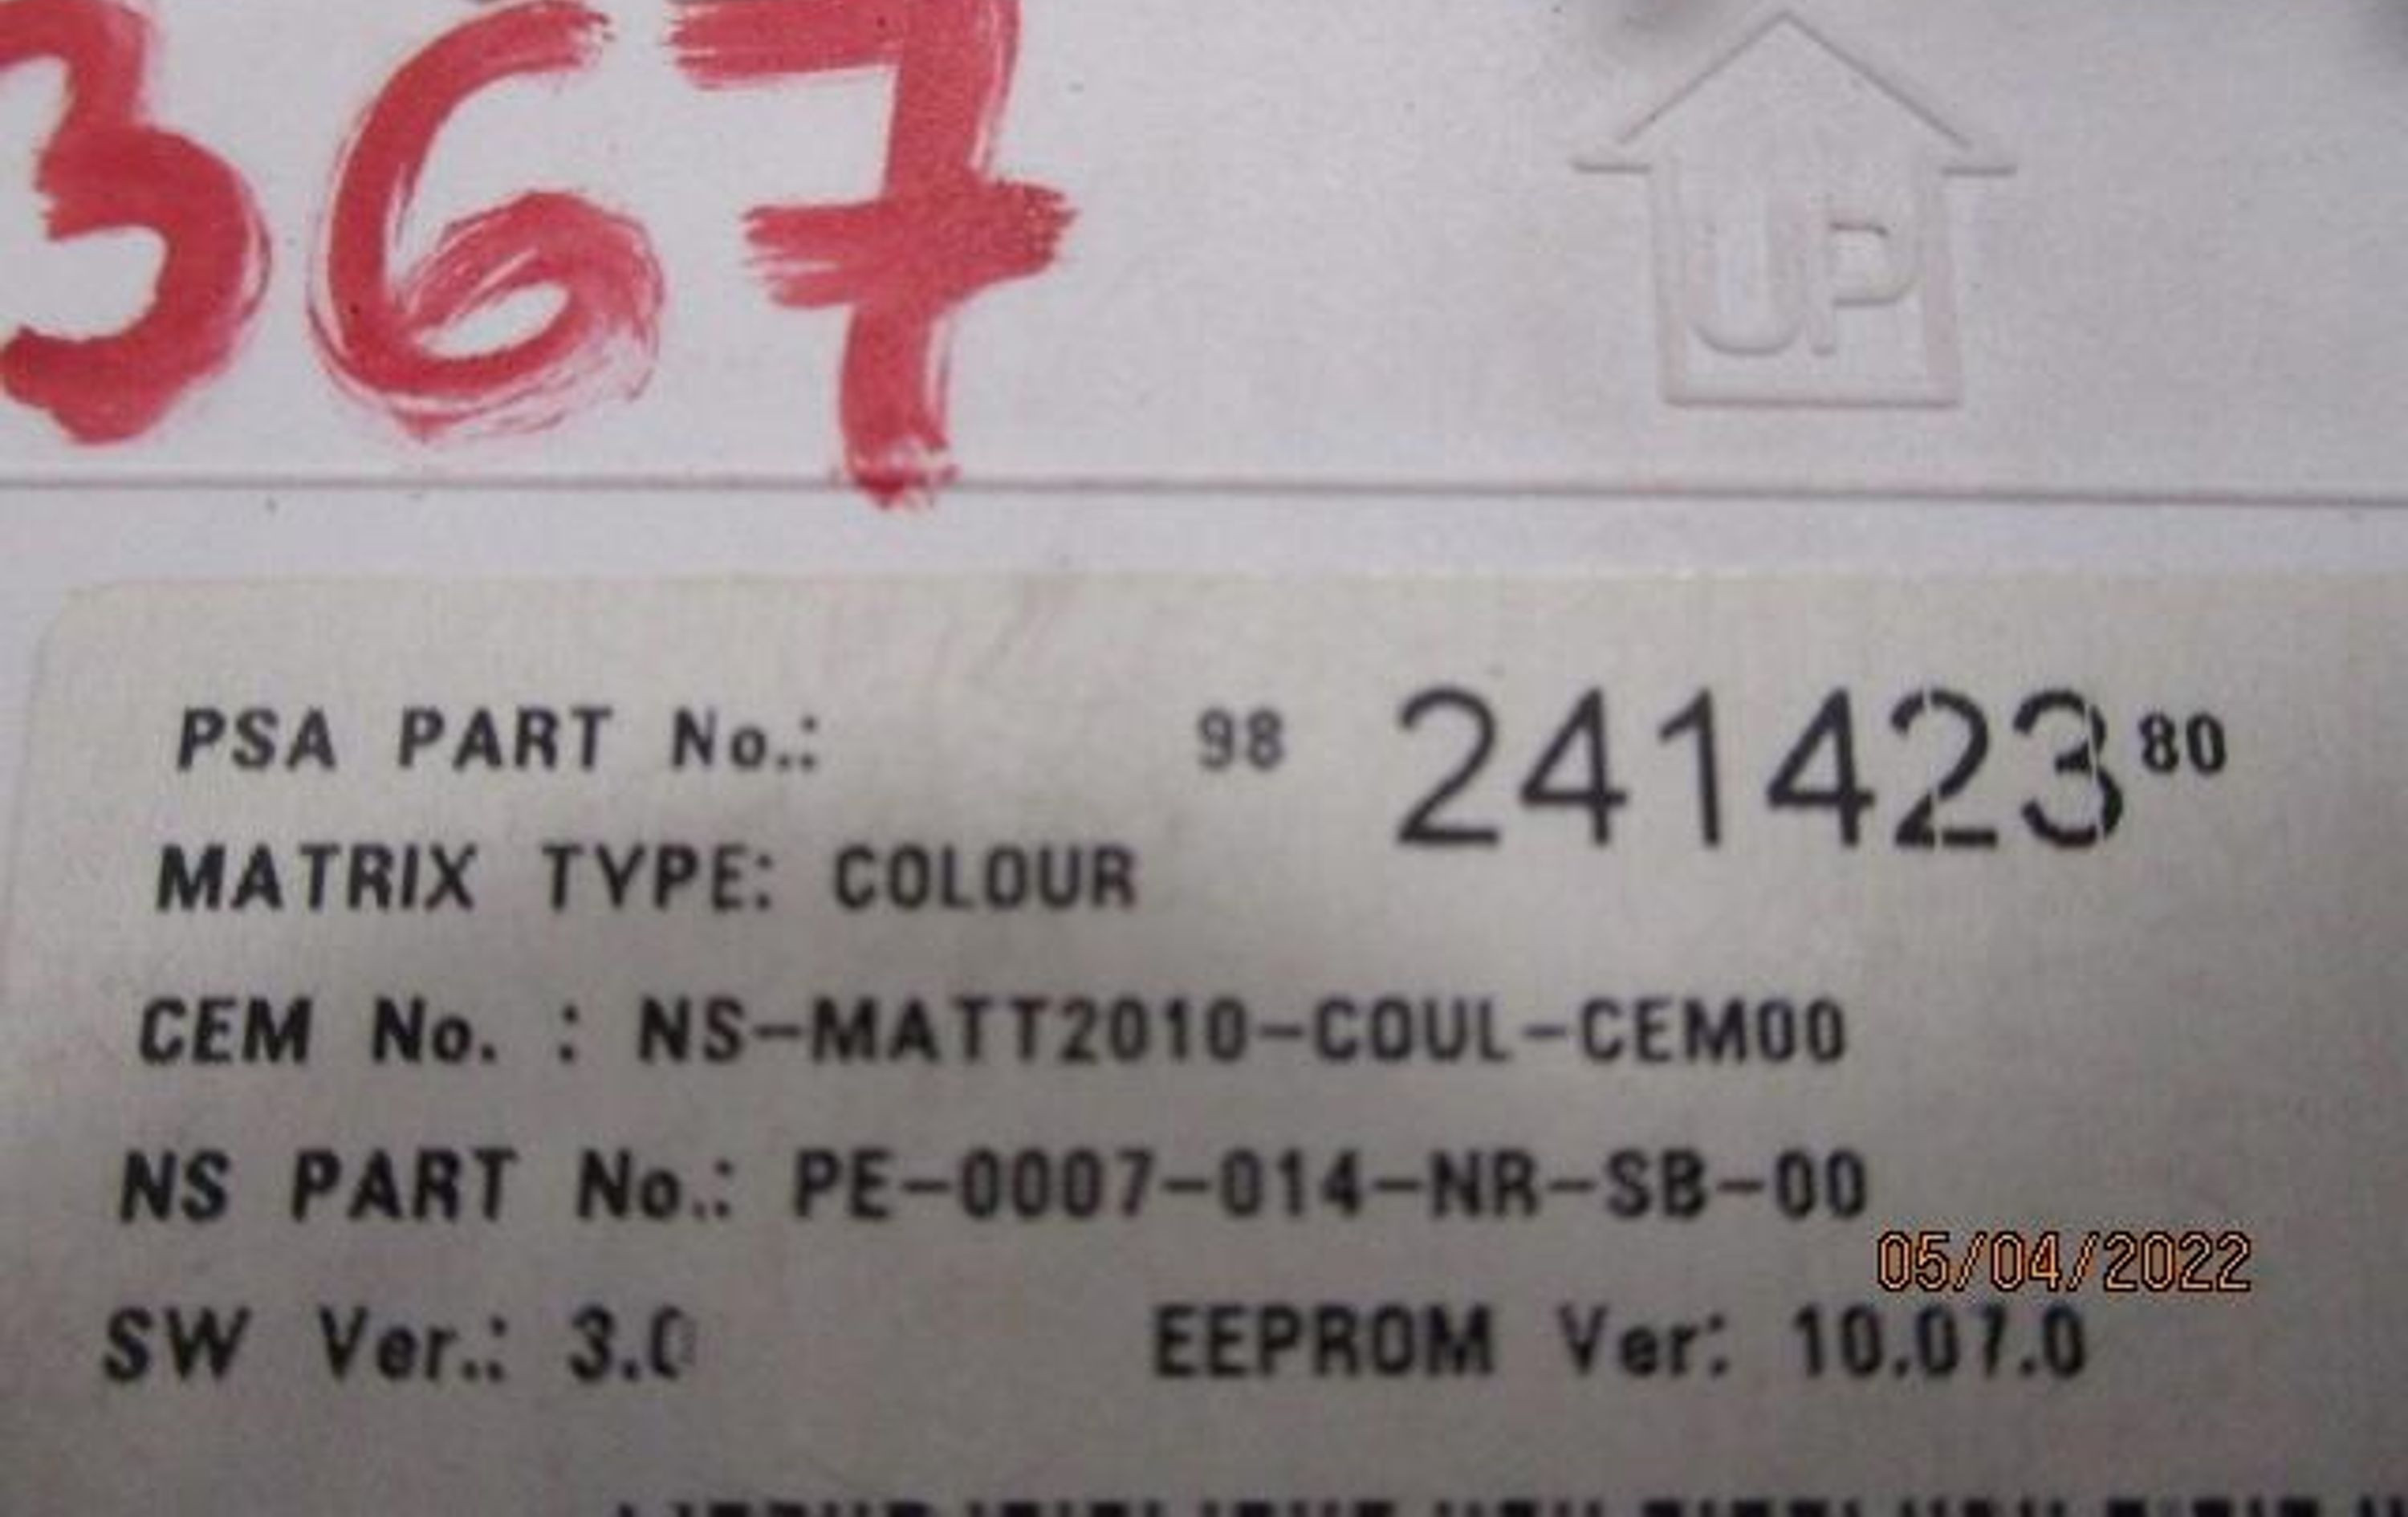 367
UP
PSA PART No.: 98 241423 80
MATRIX TYPE: COLOUR
CEM No. : NS-MATT2010-COUL-CEM00
NS PART No.: PE-0007-014-NR-SB-00
05/04/2022
SW Ver.: 3.0 EEPROM Ver: 10.07.0